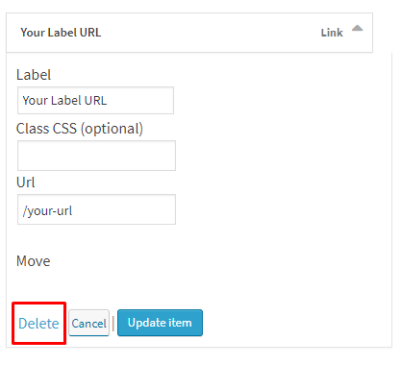 Your Label URL Link
Label
Your Label URL
Class CSS (optional)
Url
/your-url
Move
Delete Cancel | Update item